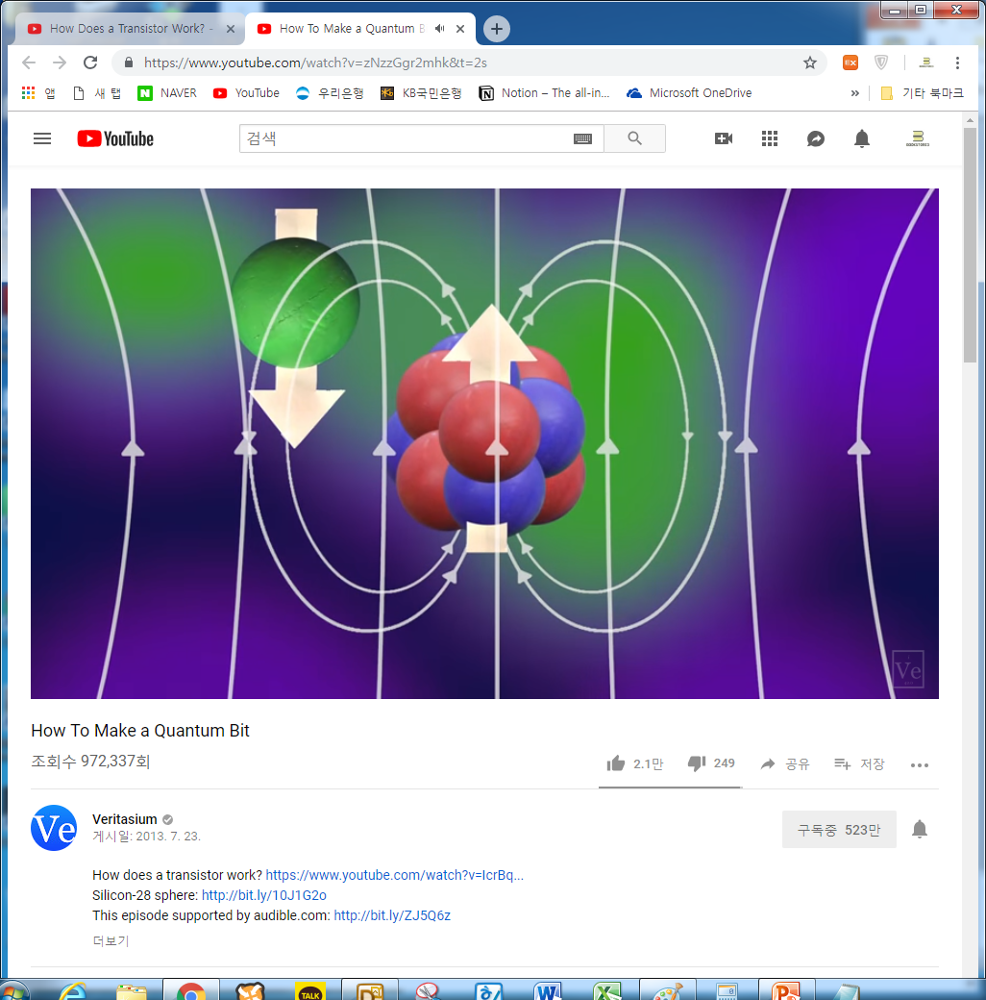 How Does a Transistor Work? -
How To Make a Quantum B
https://www.youtube.com/watch?v=zNzzGgr2mhk&t=2s
앱 새 탭 NAVER YouTube 우리은행 KB국민은행 Notion – The all-in... Microsoft OneDrive » 기타 북마크
YouTube 검색
Ve
How To Make a Quantum Bit
조회수 972,337회
2.1만 249 공유 저장
Ve Veritasium
게시일: 2013. 7. 23.
구독중 523만
How does a transistor work? https://www.youtube.com/watch?v=IcrBq...
Silicon-28 sphere: http://bit.ly/10J1G2o
This episode supported by audible.com: http://bit.ly/ZJ5Q6z
더보기
TALK